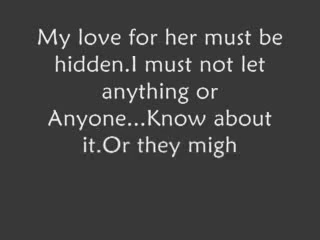 My love for her must be
hidden.I must not let
anything or
Anyone...Know about
it.Or they migh